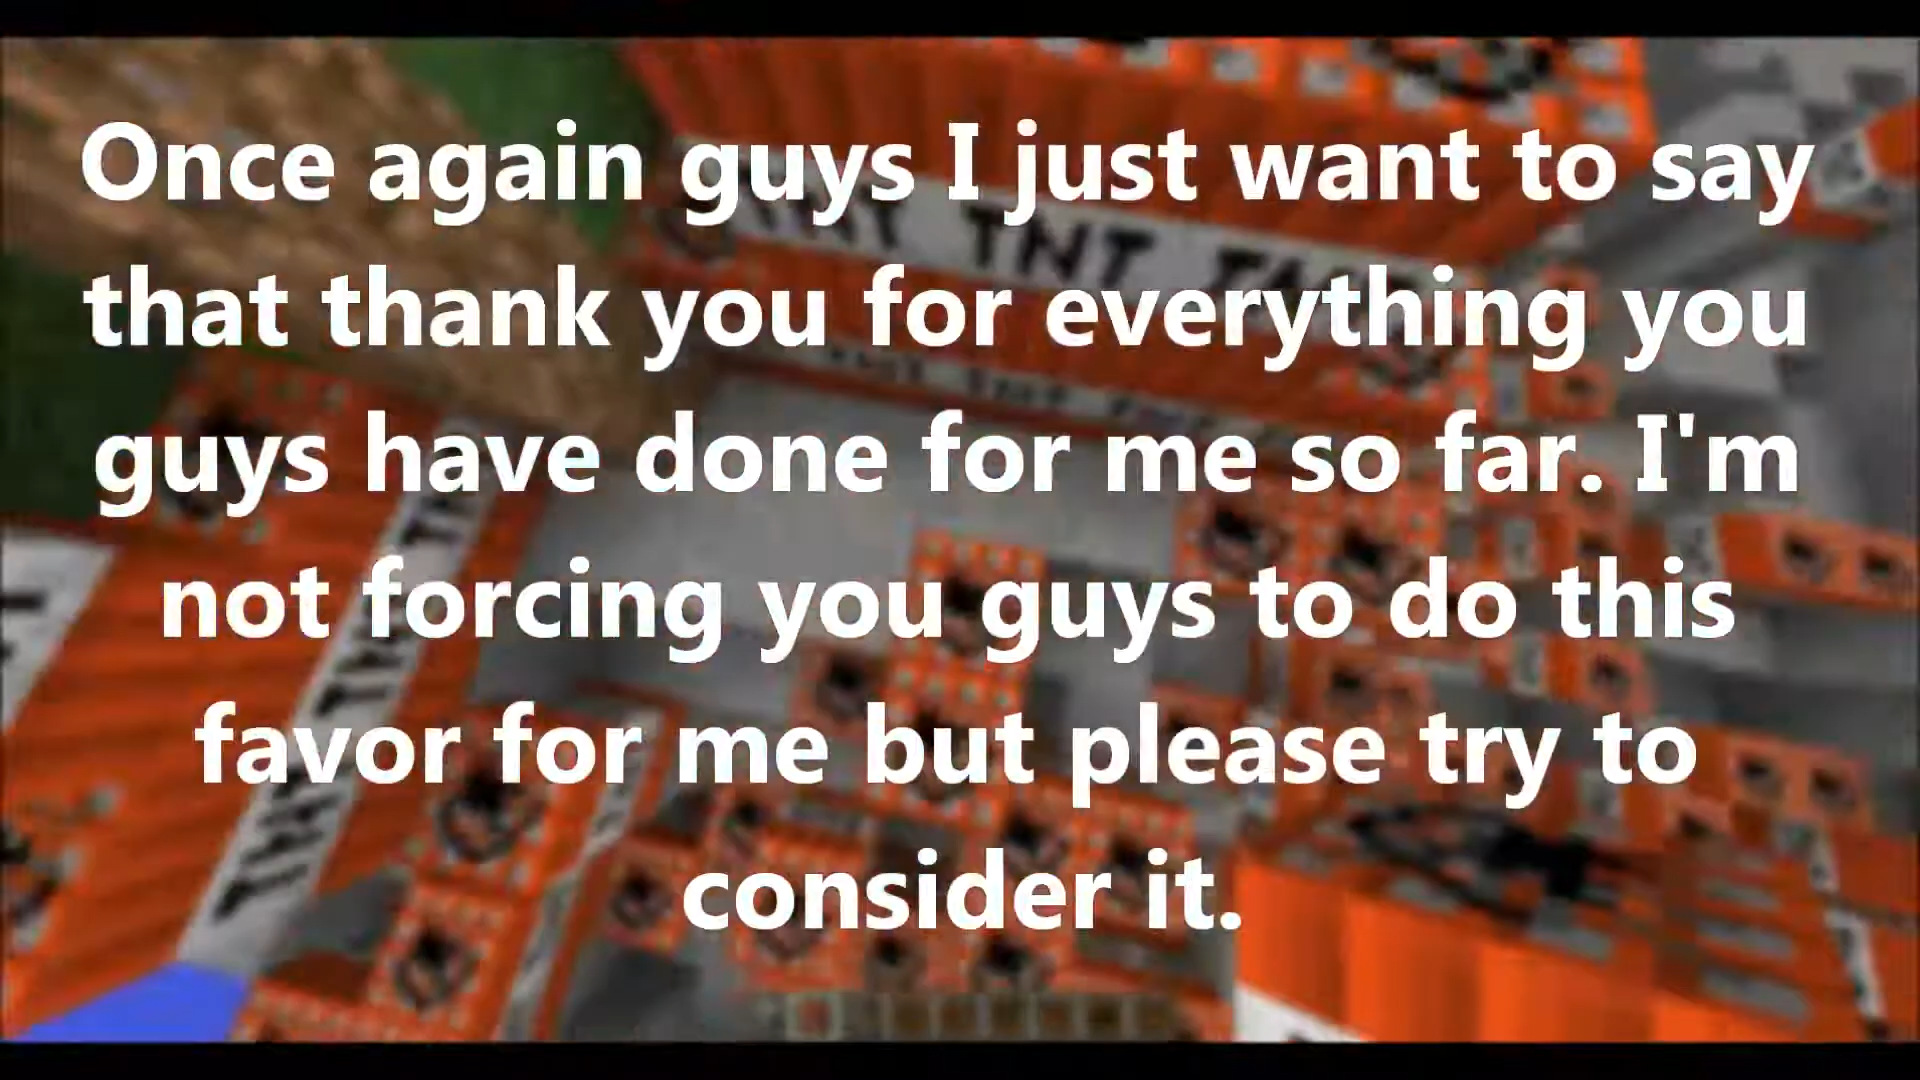 Once again guys I just want to say
that thank you for everything you
guys have done for me so far. I'm
not forcing you guys to do this
favor for me but please try to
consider it.
TNT